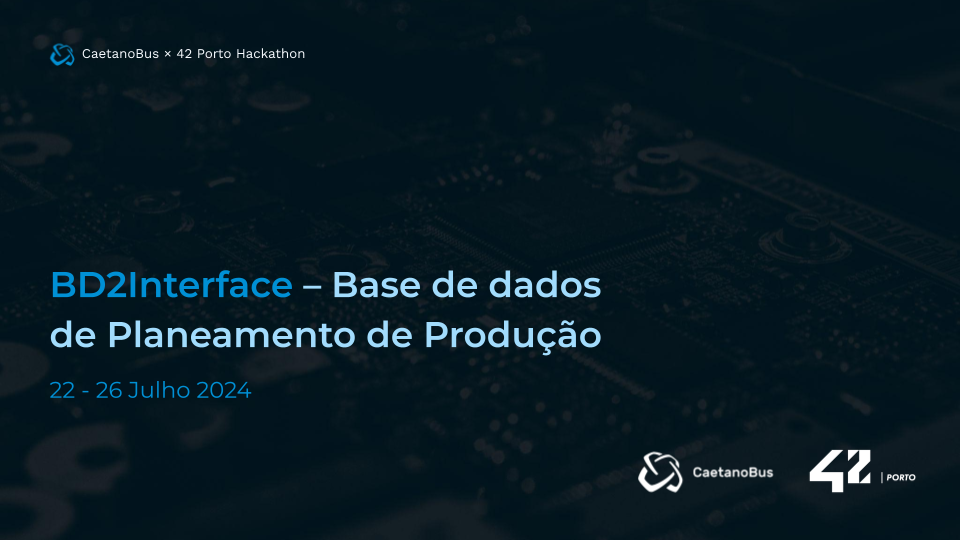 CaetanoBus × 42 Porto Hackathon
BD2Interface – Base de dados
de Planeamento de Produção
22 - 26 Julho 2024
CaetanoBus
42 | PORTO